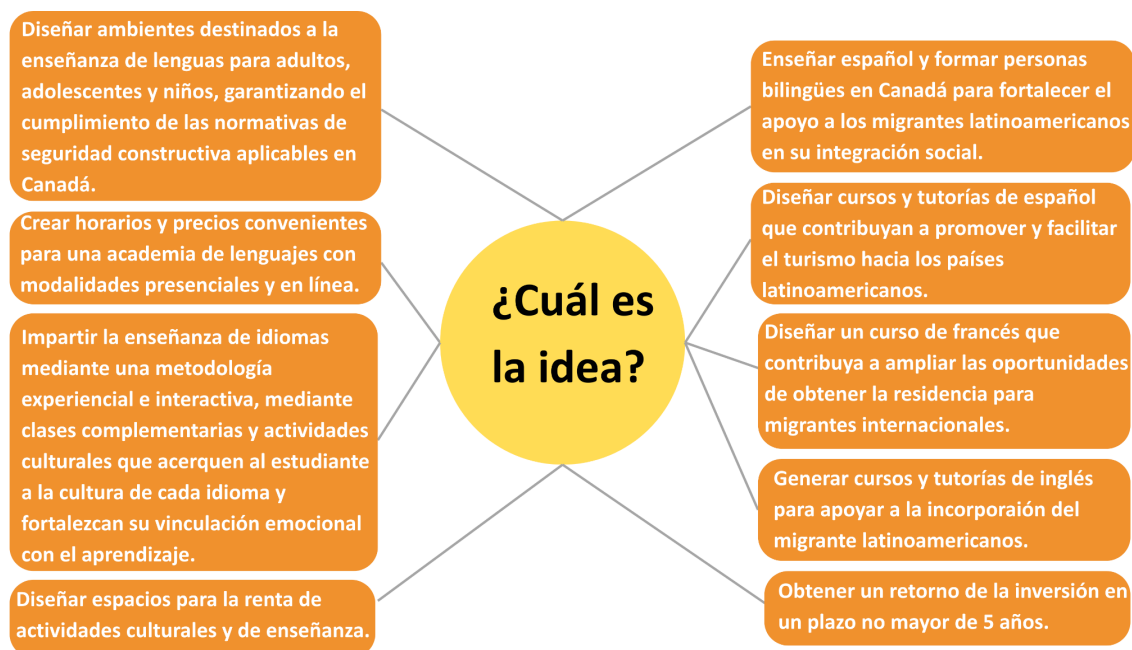 Diseñar ambientes destinados a la
enseñanza de lenguas para adultos,
adolescentes y niños, garantizando el
cumplimiento de las normativas de
seguridad constructiva aplicables en
Canadá.
Crear horarios y precios convenientes
para una academia de lenguajes con
modalidades presenciales y en línea.
Impartir la enseñanza de idiomas
mediante una metodología
experiencial e interactiva, mediante
clases complementarias y actividades
culturales que acerquen al estudiante
a la cultura de cada idioma y
fortalezcan su vinculación emocional
con el aprendizaje.
Diseñar espacios para la renta de
actividades culturales y de enseñanza.
¿Cuál es
la idea?
Enseñar español y formar personas
bilingües en Canadá para fortalecer el
apoyo a los migrantes latinoamericanos
en su integración social.
Diseñar cursos y tutorías de español
que contribuyan a promover y facilitar
el turismo hacia los países
latinoamericanos.
Diseñar un curso de francés que
contribuya a ampliar las oportunidades
de obtener la residencia para
migrantes internacionales.
Generar cursos y tutorías de inglés
para apoyar a la incorporaión del
migrante latinoamericanos.
Obtener un retorno de la inversión en
un plazo no mayor de 5 años.